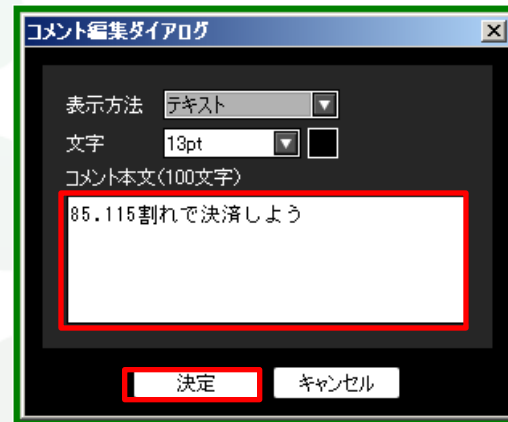 コメント編集ダイアログ
表示方法 テキスト
文字 13pt
コメント本文(100文字)
85.115割れで決済しよう
決定 キャンセル